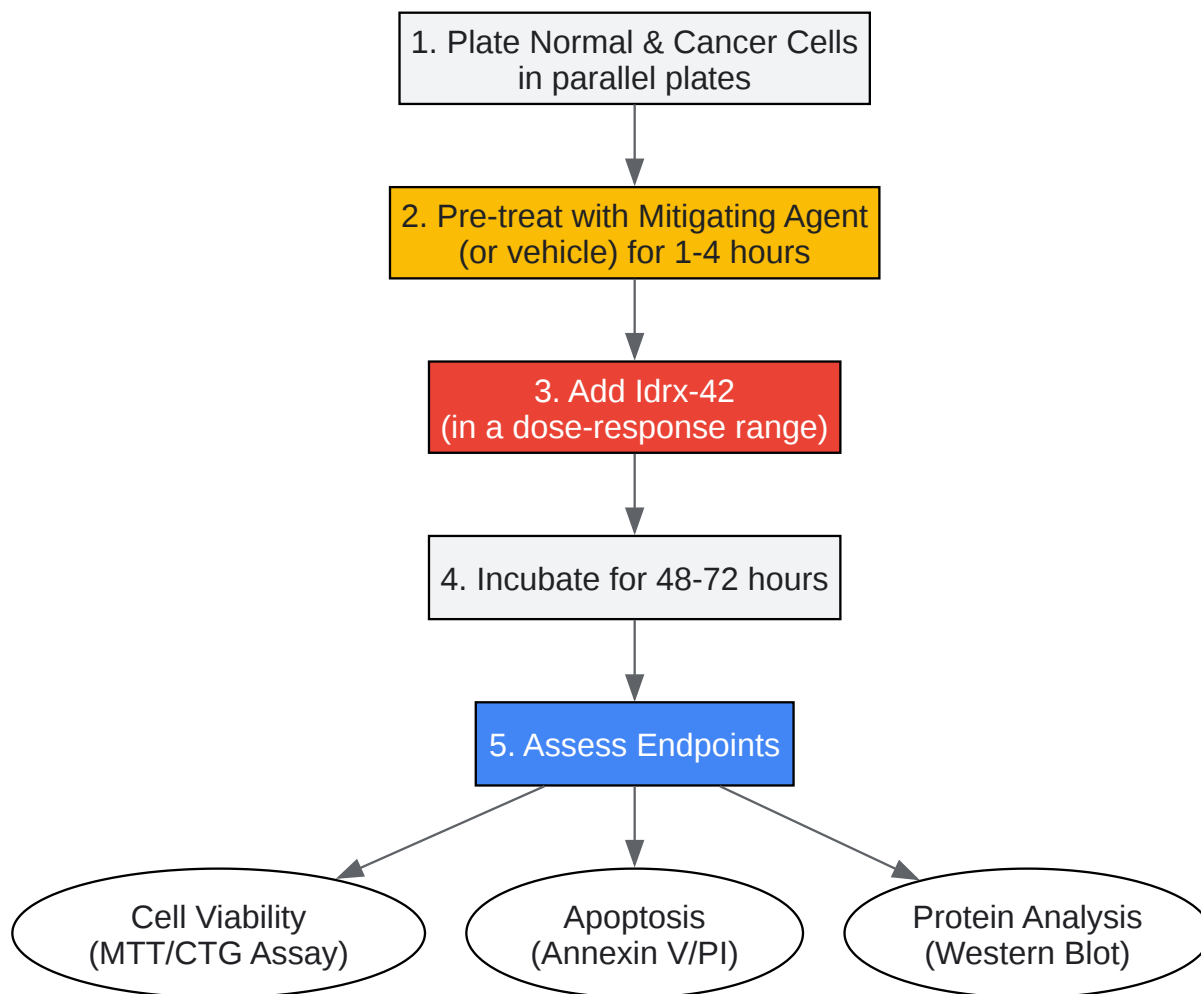 1. Plate Normal & Cancer Cells
in parallel plates
2. Pre-treat with Mitigating Agent
(or vehicle) for 1-4 hours
3. Add Idrx-42
(in a dose-response range)
4. Incubate for 48-72 hours
5. Assess Endpoints
Cell Viability
(MTT/CTG Assay)
Apoptosis
(Annexin V/PI)
Protein Analysis
(Western Blot)